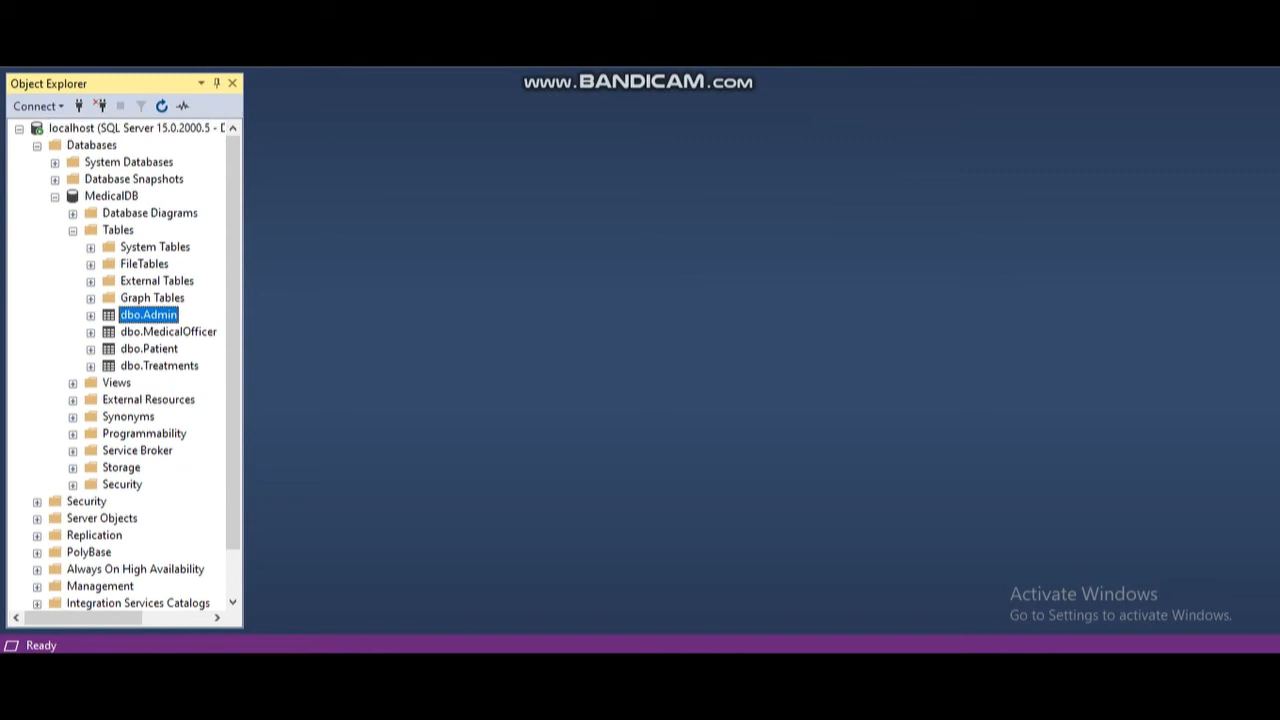 www.BANDICAM.com
Object Explorer
Connect
localhost (SQL Server 15.0.2000.5 - D
Databases
System Databases
Database Snapshots
MedicalDB
Database Diagrams
Tables
System Tables
FileTables
External Tables
Graph Tables
dbo.Admin
dbo.MedicalOfficer
dbo.Patient
dbo.Treatments
Views
External Resources
Synonyms
Programmability
Service Broker
Storage
Security
Security
Server Objects
Replication
PolyBase
Always On High Availability
Management
Integration Services Catalogs
Activate Windows
Go to Settings to activate Windows.
Ready